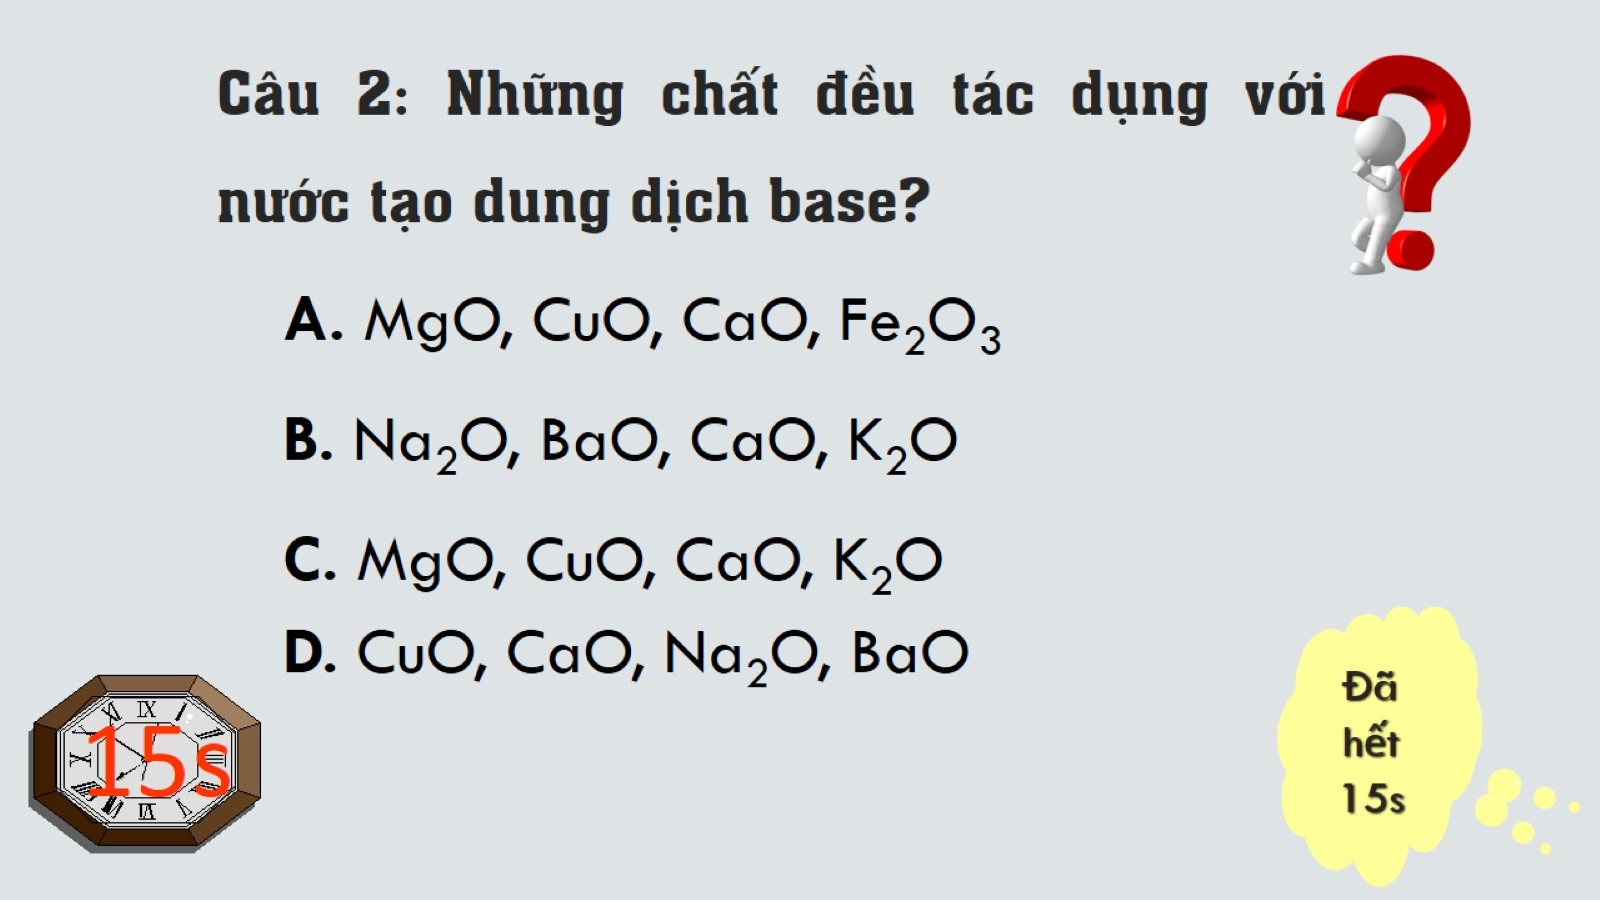 Câu 2: Những chất đều tác dụng với
nước tạo dung dịch base?
A. MgO, CuO, CaO, Fe₂O₃
B. Na₂O, BaO, CaO, K₂O
C. MgO, CuO, CaO, K₂O
D. CuO, CaO, Na₂O, BaO
15s
Đã
hết
15s